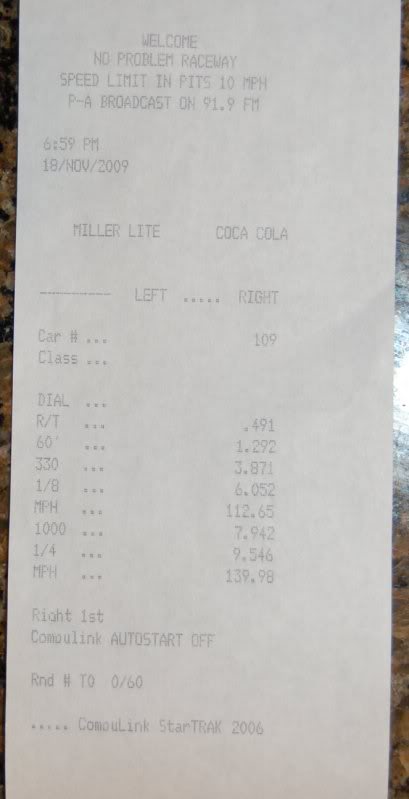 WELCOME
NO PROBLEM RACEWAY
SPEED LIMIT IN PITS 10 MPH
P-A BROADCAST ON 91.9 FM
6:59 PM
18/NOV/2009
MILLER LITE COCA COLA
---------- LEFT ..... RIGHT
Car # ... 109
Class ...
DIAL ...
R/T ... .491
60' ... 1.292
330 ... 3.871
1/8 ... 6.052
MPH ... 112.65
1000 ... 7.942
1/4 ... 9.546
MPH ... 139.98
Right 1st
Compulink AUTOSTART OFF
Rnd # TO 0/60
..... CompuLink StarTRAK 2006